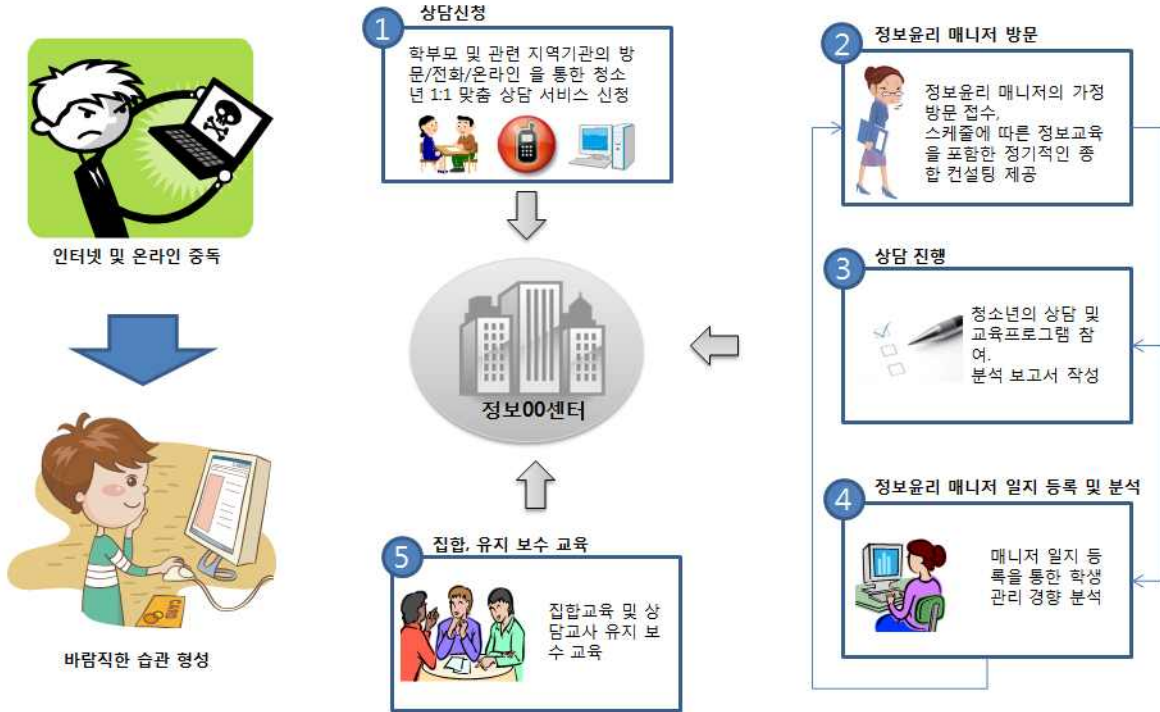 인터넷 및 온라인 중독
바람직한 습관 형성
1
상담신청
학부모 및 관련 지역기관의 방
문/전화/온라인 을 통한 청소
년 1:1 맞춤 상담 서비스 신청
정보00센터
5
집합, 유지 보수 교육
집합교육 및 상
담교사 유지 보
수 교육
2
정보윤리 매니저 방문
정보윤리 매니저의 가정
방문 접수,
스케줄에 따른 정보교육
을 포함한 정기적인 종
합 컨설팅 제공
3
상담 진행
청소년의 상담 및
교육프로그램 참
여.
분석 보고서 작성
4
정보윤리 매니저 일지 등록 및 분석
매니저 일지 등
록을 통한 학생
관리 경향 분석
CARD